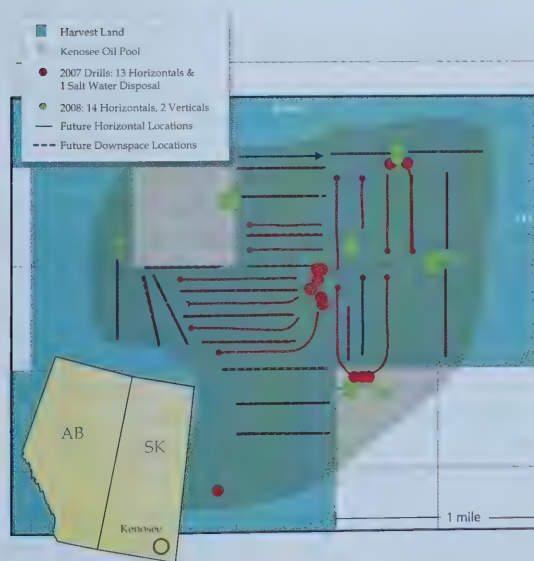 Harvest Land
Kenosee Oil Pool
2007 Drills: 13 Horizontals &
1 Salt Water Disposal
2008: 14 Horizontals, 2 Verticals
Future Horizontal Locations
Future Downspace Locations
AB
SK
Kenosee
1 mile